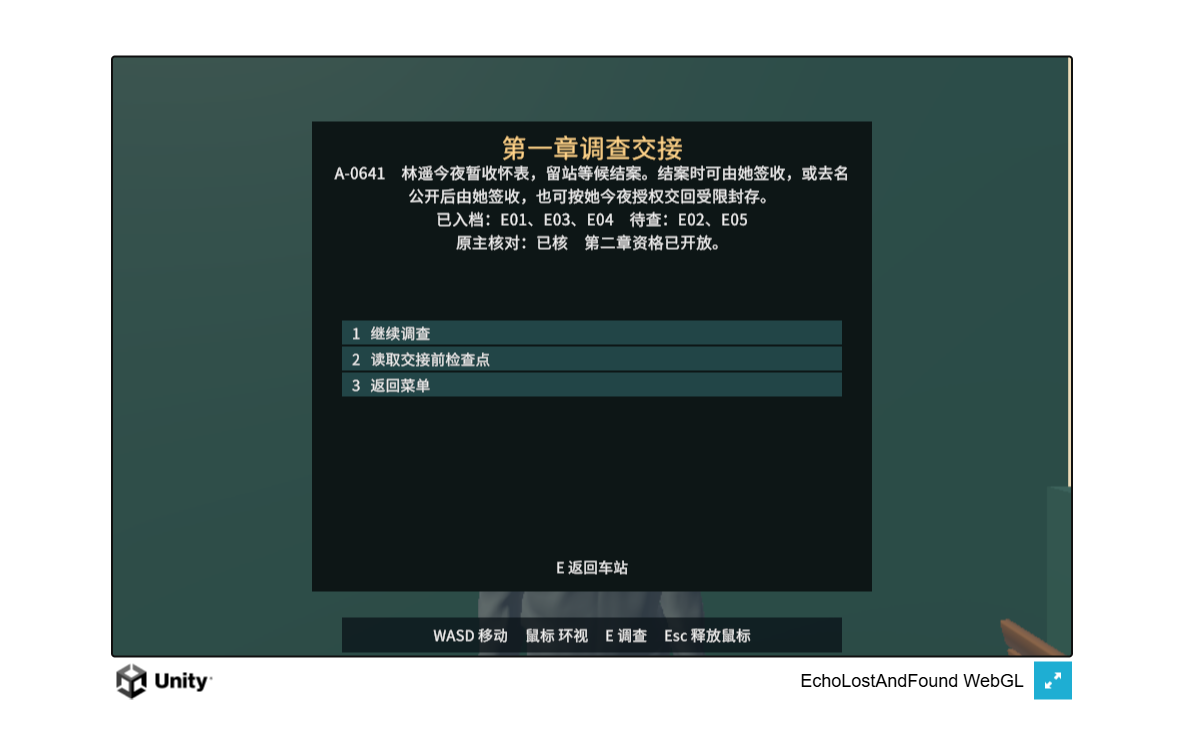 第一章调查交接
A-0641 林遥今夜暂收怀表，留站等候结案。结案时可由她签收，或去名
公开后由她签收，也可按她今夜授权交回受限封存。
已入档：E01、E03、E04 待查：E02、E05
原主核对：已核 第二章资格已开放。
1 继续调查
2 读取交接前检查点
3 返回菜单
E 返回车站
WASD 移动 鼠标 环视 E 调查 Esc 释放鼠标
Unity
EchoLostAndFound WebGL